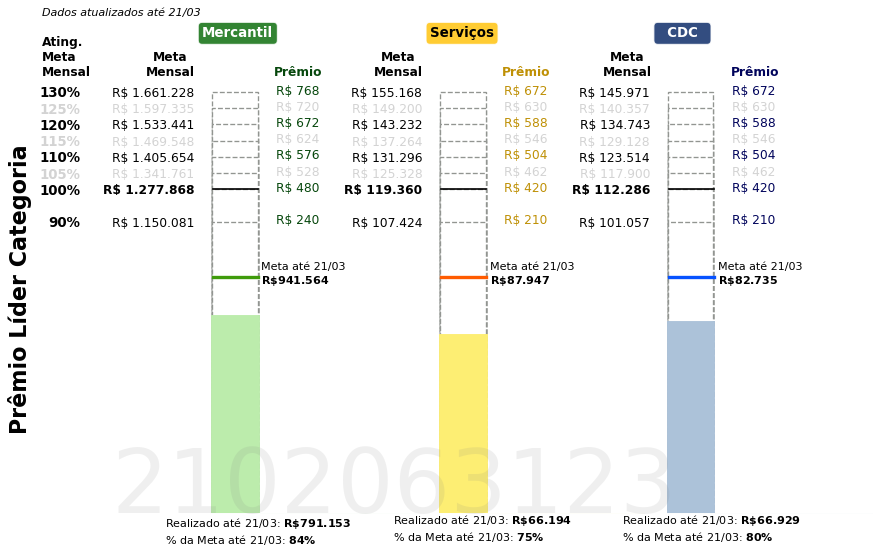 Dados atualizados até 21/03
Mercantil Serviços CDC
Ating.
Meta Meta Meta Meta
Mensal Mensal Prêmio Mensal Prêmio Mensal Prêmio
130% R$ 1.661.228 R$ 768 R$ 155.168 R$ 672 R$ 145.971 R$ 672
125% R$ 1.597.335 R$ 720 R$ 149.200 R$ 630 R$ 140.357 R$ 630
120% R$ 1.533.441 R$ 672 R$ 143.232 R$ 588 R$ 134.743 R$ 588
115% R$ 1.469.548 R$ 624 R$ 137.264 R$ 546 R$ 129.128 R$ 546
110% R$ 1.405.654 R$ 576 R$ 131.296 R$ 504 R$ 123.514 R$ 504
105% R$ 1.341.761 R$ 528 R$ 125.328 R$ 462 R$ 117.900 R$ 462
100% R$ 1.277.868 R$ 480 R$ 119.360 R$ 420 R$ 112.286 R$ 420
90% R$ 1.150.081 R$ 240 R$ 107.424 R$ 210 R$ 101.057 R$ 210
Meta até 21/03 Meta até 21/03 Meta até 21/03
R$941.564 R$87.947 R$82.735
Prêmio Líder Categoria
2102063123
Realizado até 21/03: R$791.153 Realizado até 21/03: R$66.194 Realizado até 21/03: R$66.929
% da Meta até 21/03: 84% % da Meta até 21/03: 75% % da Meta até 21/03: 80%